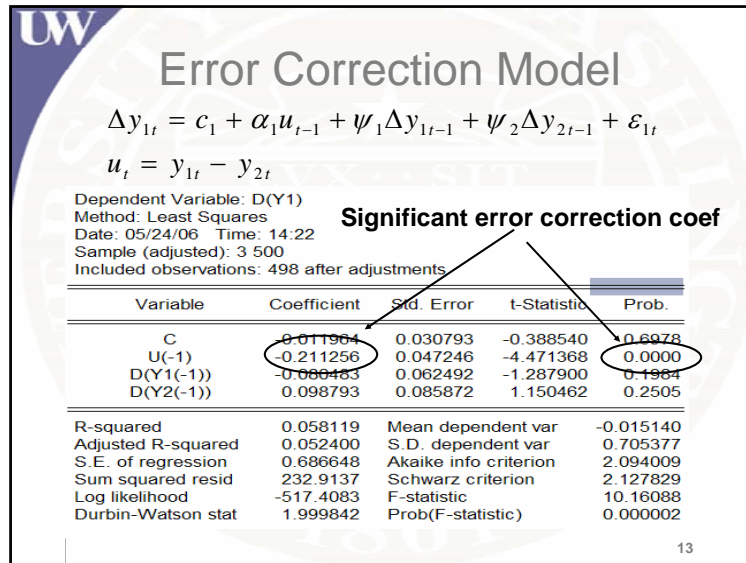 UW
Error Correction Model
Δy₁ₜ = c₁ + α₁uₜ₋₁ + ψ₁Δy₁ₜ₋₁ + ψ₂Δy₂ₜ₋₁ + ε₁ₜ
uₜ = y₁ₜ − y₂ₜ
Dependent Variable: D(Y1)
Method: Least Squares
Date: 05/24/06 Time: 14:22
Sample (adjusted): 3 500
Included observations: 498 after adjustments
Significant error correction coef
Variable Coefficient Std. Error t-Statistic Prob.
C -0.011964 0.030793 -0.388540 0.6978
U(-1) -0.211256 0.047246 -4.471368 0.0000
D(Y1(-1)) -0.080483 0.062492 -1.287900 0.1984
D(Y2(-1)) 0.098793 0.085872 1.150462 0.2505
R-squared 0.058119 Mean dependent var -0.015140
Adjusted R-squared 0.052400 S.D. dependent var 0.705377
S.E. of regression 0.686648 Akaike info criterion 2.094009
Sum squared resid 232.9137 Schwarz criterion 2.127829
Log likelihood -517.4083 F-statistic 10.16088
Durbin-Watson stat 1.999842 Prob(F-statistic) 0.000002
13